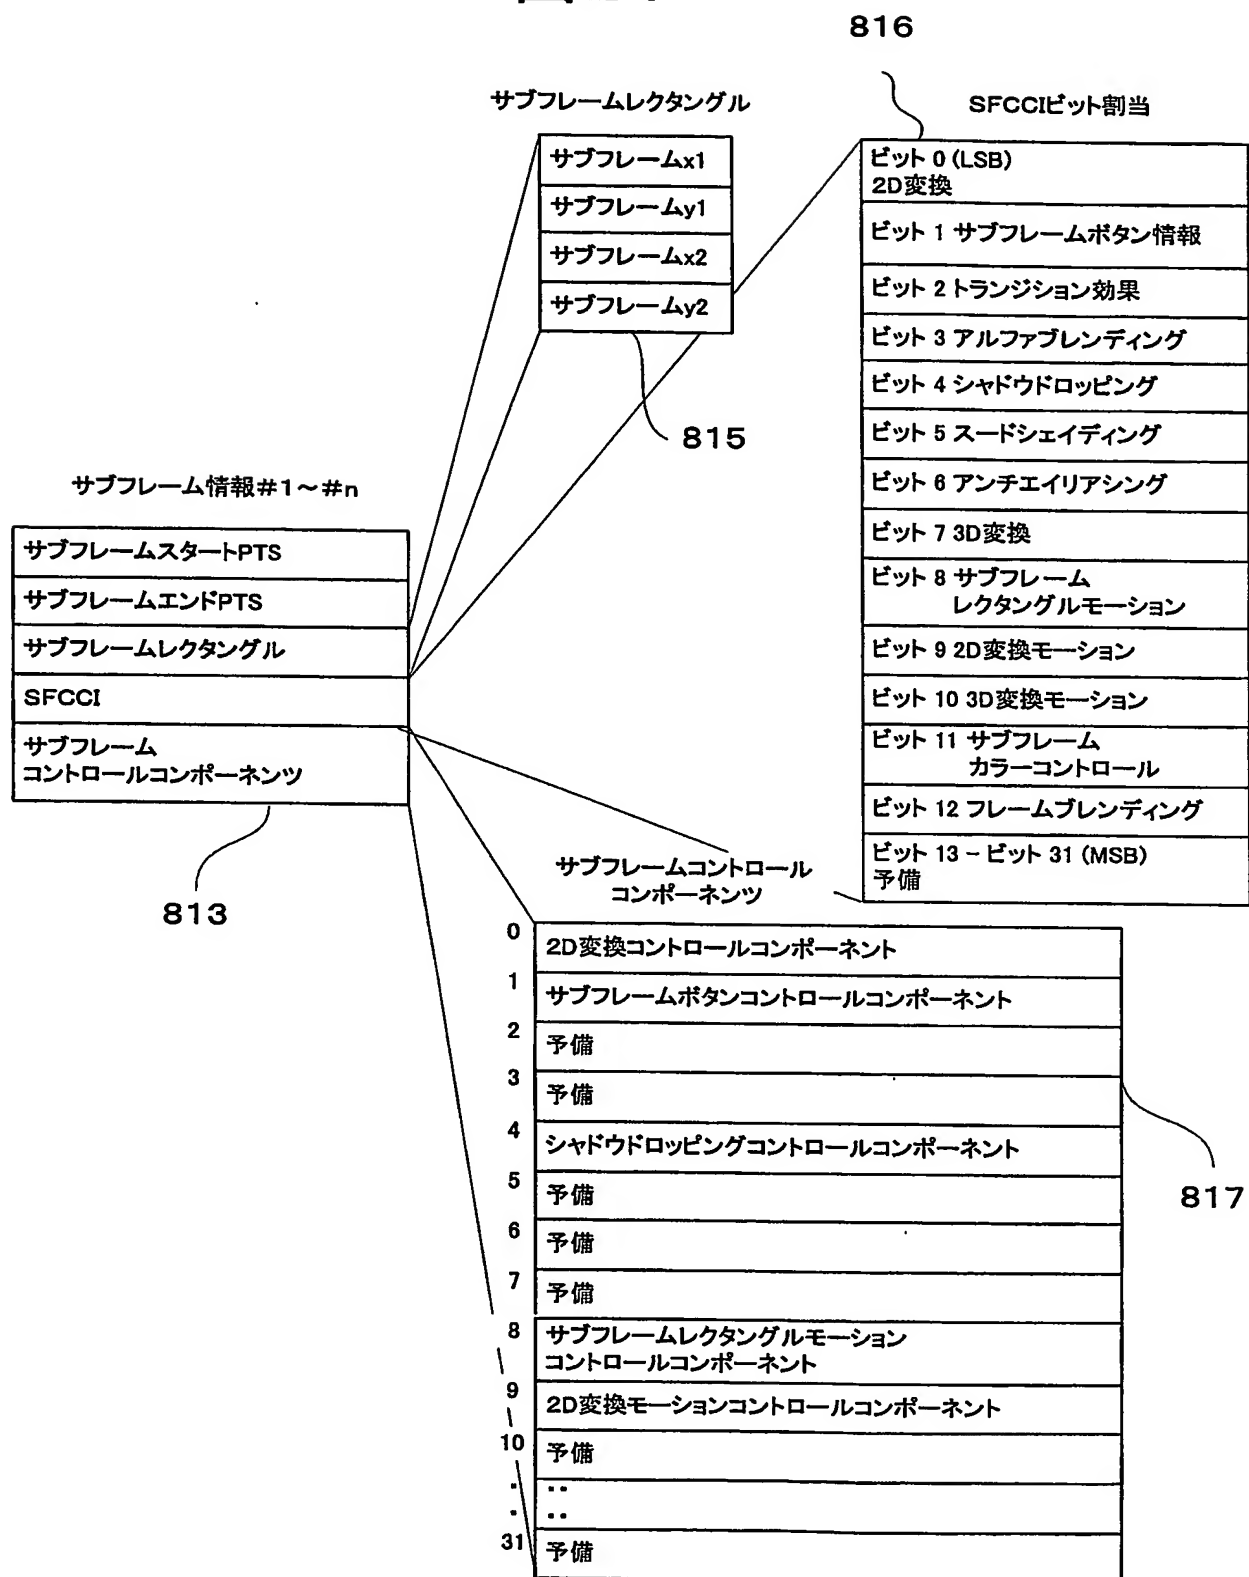 816
サブフレームレクタングル
サブフレームx1
サブフレームy1
サブフレームx2
サブフレームy2
815
SFCCIビット割当
ビット 0 (LSB)
2D変換
ビット 1 サブフレームボタン情報
ビット 2 トランジション効果
ビット 3 アルファブレンディング
ビット 4 シャドウドロッピング
ビット 5 スードシェイディング
ビット 6 アンチエイリアシング
ビット 7 3D変換
ビット 8 サブフレーム
レクタングルモーション
ビット 9 2D変換モーション
ビット 10 3D変換モーション
ビット 11 サブフレーム
カラーコントロール
ビット 12 フレームブレンディング
ビット 13 – ビット 31 (MSB)
予備
サブフレーム情報#1～#n
サブフレームスタートPTS
サブフレームエンドPTS
サブフレームレクタングル
SFCCI
サブフレーム
コントロールコンポーネンツ
813
サブフレームコントロール
コンポーネンツ
0 2D変換コントロールコンポーネント
1 サブフレームボタンコントロールコンポーネント
2 予備
3 予備
4 シャドウドロッピングコントロールコンポーネント
5 予備
6 予備
7 予備
8 サブフレームレクタングルモーション
コントロールコンポーネント
9 2D変換モーションコントロールコンポーネント
10 予備
. ..
. ..
31 予備
817